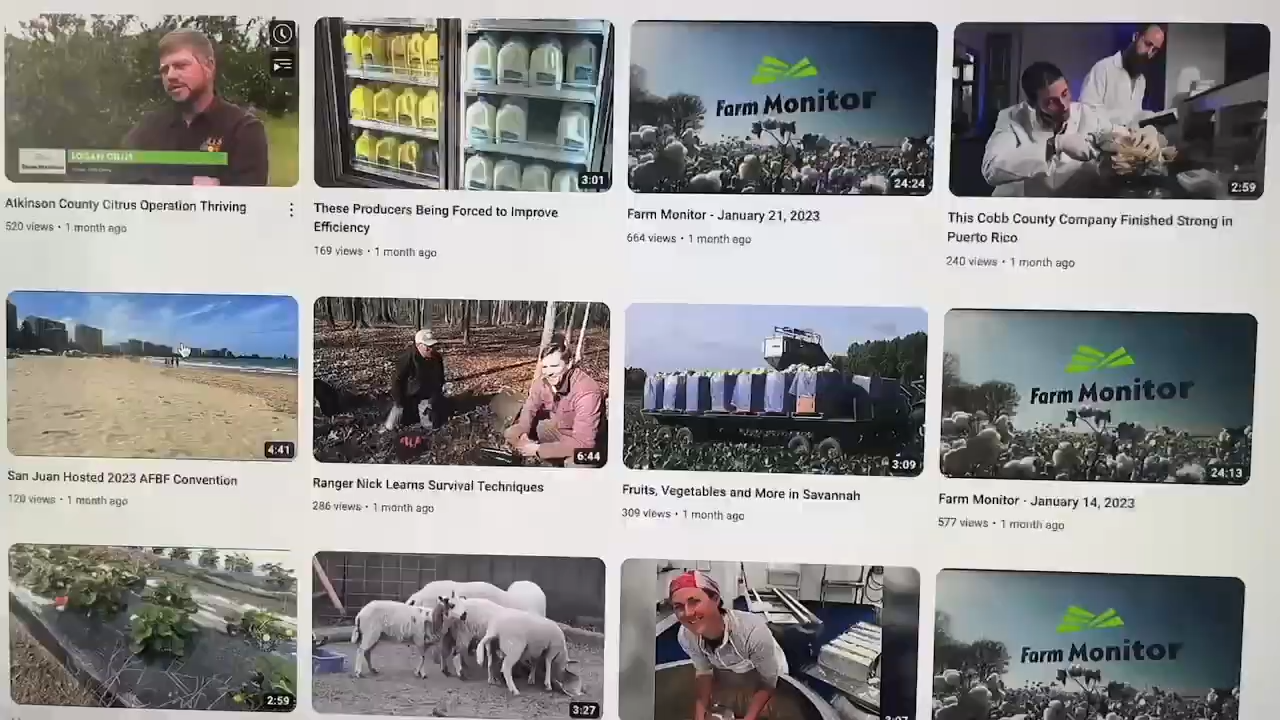 3:01
Farm Monitor
24:24
2:59
Atkinson County Citrus Operation Thriving
520 views • 1 month ago
These Producers Being Forced to Improve
Efficiency
169 views • 1 month ago
Farm Monitor - January 21, 2023
664 views • 1 month ago
This Cobb County Company Finished Strong in
Puerto Rico
240 views • 1 month ago
4:41
6:44
3:09
Farm Monitor
24:13
San Juan Hosted 2023 AFBF Convention
120 views • 1 month ago
Ranger Nick Learns Survival Techniques
286 views • 1 month ago
Fruits, Vegetables and More in Savannah
309 views • 1 month ago
Farm Monitor - January 14, 2023
577 views • 1 month ago
2:59
3:27
Farm Monitor